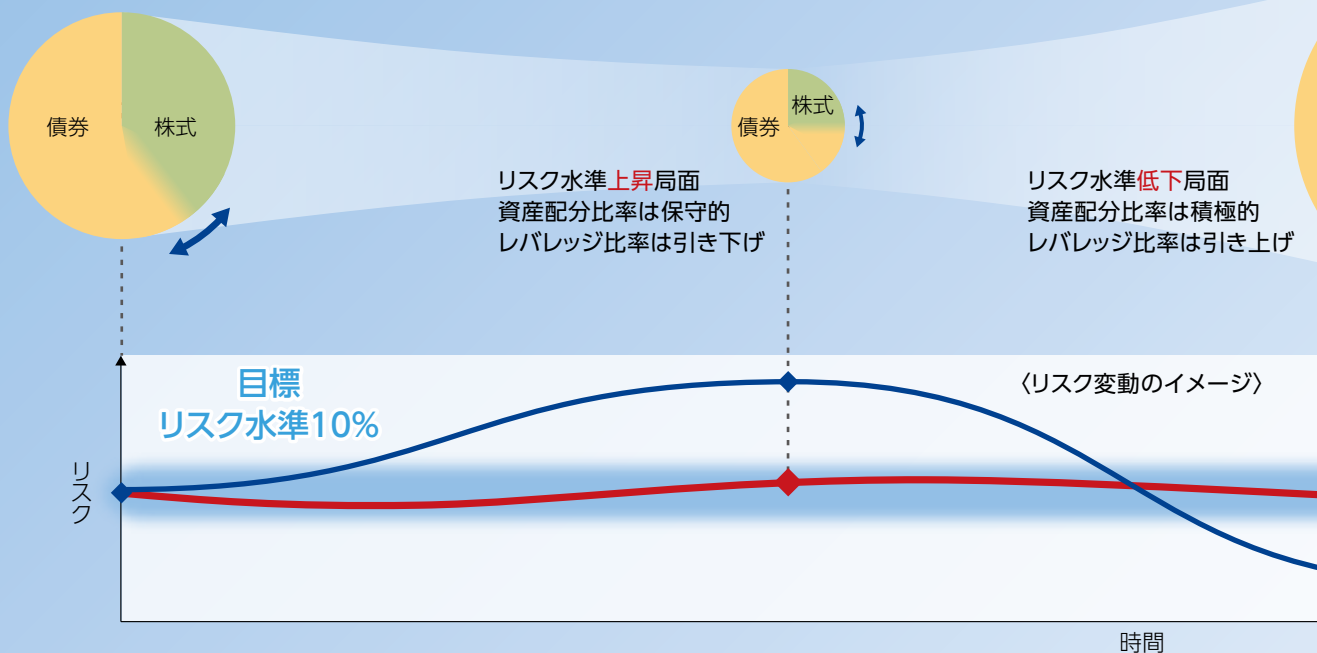 債券
株式
債券
株式
リスク水準上昇局面
資産配分比率は保守的
レバレッジ比率は引き下げ
リスク水準低下局面
資産配分比率は積極的
レバレッジ比率は引き上げ
目標
リスク水準10%
〈リスク変動のイメージ〉
リスク
時間